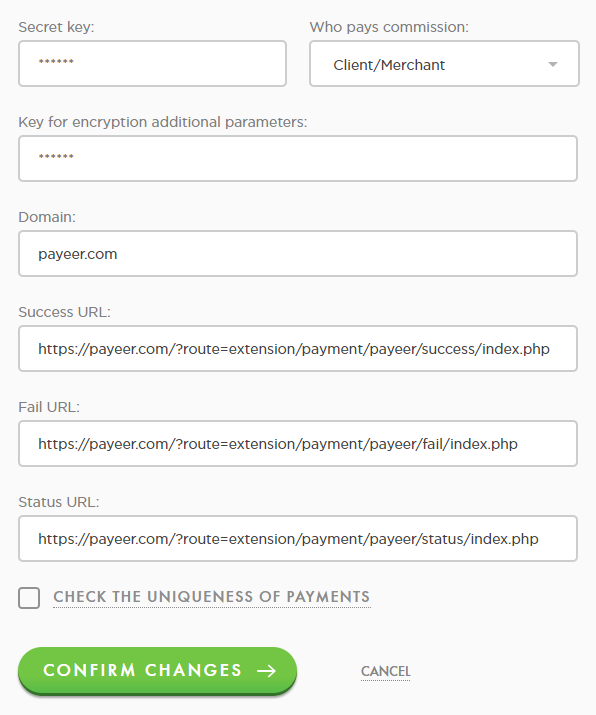 Secret key:
Who pays commission:
******
Client/Merchant
Key for encryption additional parameters:
******
Domain:
payeer.com
Success URL:
https://payeer.com/?route=extension/payment/payeer/success/index.php
Fail URL:
https://payeer.com/?route=extension/payment/payeer/fail/index.php
Status URL:
https://payeer.com/?route=extension/payment/payeer/status/index.php
CHECK THE UNIQUENESS OF PAYMENTS
CONFIRM CHANGES →
CANCEL